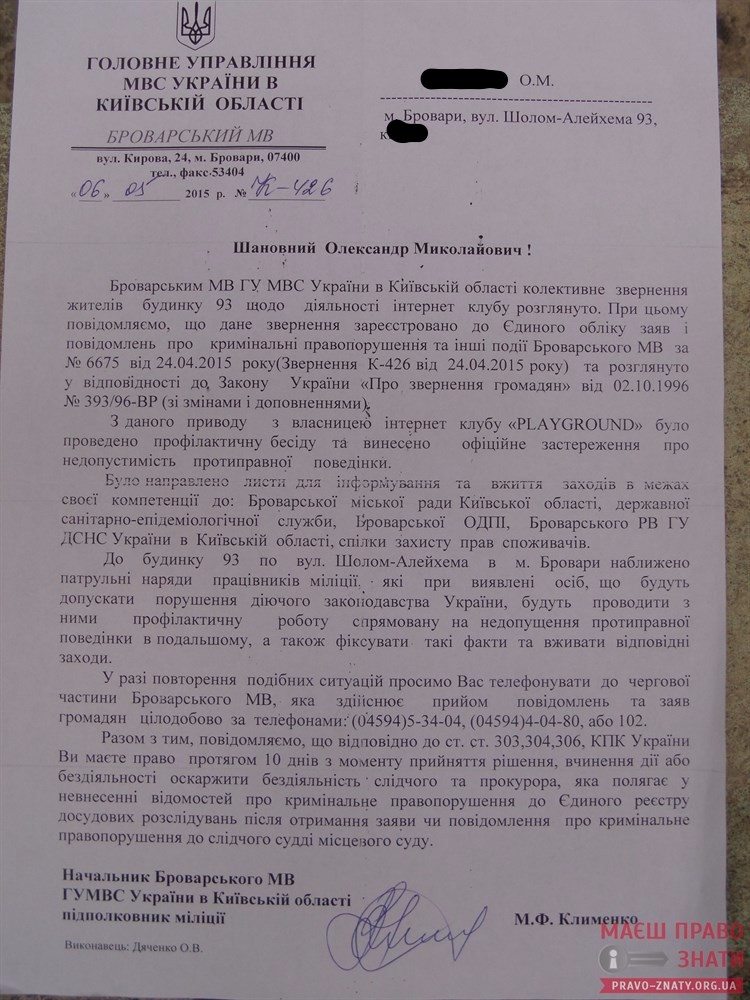 ГОЛОВНЕ УПРАВЛІННЯ
МВС УКРАЇНИ В
КИЇВСЬКІЙ ОБЛАСТІ
БРОВАРСЬКИЙ МВ
вул. Кирова, 24, м. Бровари, 07400
тел., факс 53404
«06» 05 2015 р. № К-426
О.М.
м. Бровари, вул. Шолом-Алейхема 93,
к
Шановний Олександр Миколайович !
Броварським МВ ГУ МВС України в Київській області колективне звернення
жителів будинку 93 щодо діяльності інтернет клубу розглянуто. При цьому
повідомляємо, що дане звернення зареєстровано до Єдиного обліку заяв і
повідомлень про кримінальні правопорушення та інші події Броварського МВ за
№ 6675 від 24.04.2015 року(Звернення К-426 від 24.04.2015 року) та розглянуто
у відповідності до Закону України «Про звернення громадян» від 02.10.1996
№ 393/96-ВР (зі змінами і доповненнями).
З даного приводу з власницею інтернет клубу «PLAYGROUND» було
проведено профілактичну бесіду та винесено офіційне застереження про
недопустимість протиправної поведінки.
Було направлено листи для інформування та вжиття заходів в межах
своєї компетенції до: Броварської міської ради Київської області, державної
санітарно-епідеміологічної служби, Броварської ОДПІ, Броварського РВ ГУ
ДСНС України в Київській області, спілки захисту прав споживачів.
До будинку 93 по вул. Шолом-Алейхема в м. Бровари наближено
патрульні наряди працівників міліції. які при виявлені осіб, що будуть
допускати порушення діючого законодавства України, будуть проводити з
ними профілактичну роботу спрямовану на недопущення протиправної
поведінки в подальшому, а також фіксувати такі факти та вживати відповідні
заходи.
У разі повторення подібних ситуацій просимо Вас телефонувати до чергової
частини Броварського МВ, яка здійснює прийом повідомлень та заяв
громадян цілодобово за телефонами: (04594)5-34-04, (04594)4-04-80, або 102.
Разом з тим, повідомляємо, що відповідно до ст. ст. 303,304,306, КПК України
Ви маєте право протягом 10 днів з моменту прийняття рішення, вчинення дії або
бездіяльності оскаржити бездіяльність слідчого та прокурора, яка полягає у
невнесенні відомостей про кримінальне правопорушення до Єдиного реєстру
досудових розслідувань після отримання заяви чи повідомлення про кримінальне
правопорушення до слідчого судді місцевого суду.
Начальник Броварського МВ
ГУМВС України в Київській області
підполковник міліції
М.Ф. Клименко
Виконавець: Дяченко О.В.
МАЄШ ПРАВО
ЗНАТИ
PRAVO-ZNATY.ORG.UA